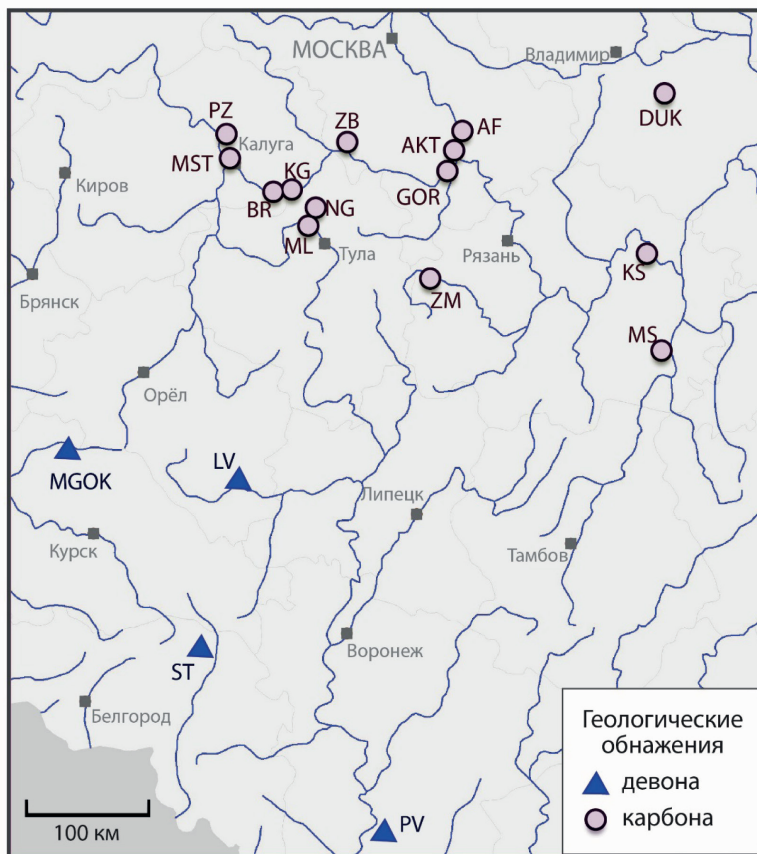 МОСКВА
Владимир
DUK
PZ
Калуга
ZB
AF
AKT
MST
KG
GOR
Киров
BR
NG
ML
Тула
Рязань
KS
Брянск
ZM
MS
Орёл
LV
MGOK
Липецк
Курск
Тамбов
Воронеж
ST
Белгород
PV
100 км
Геологические
обнажения
девона
карбона